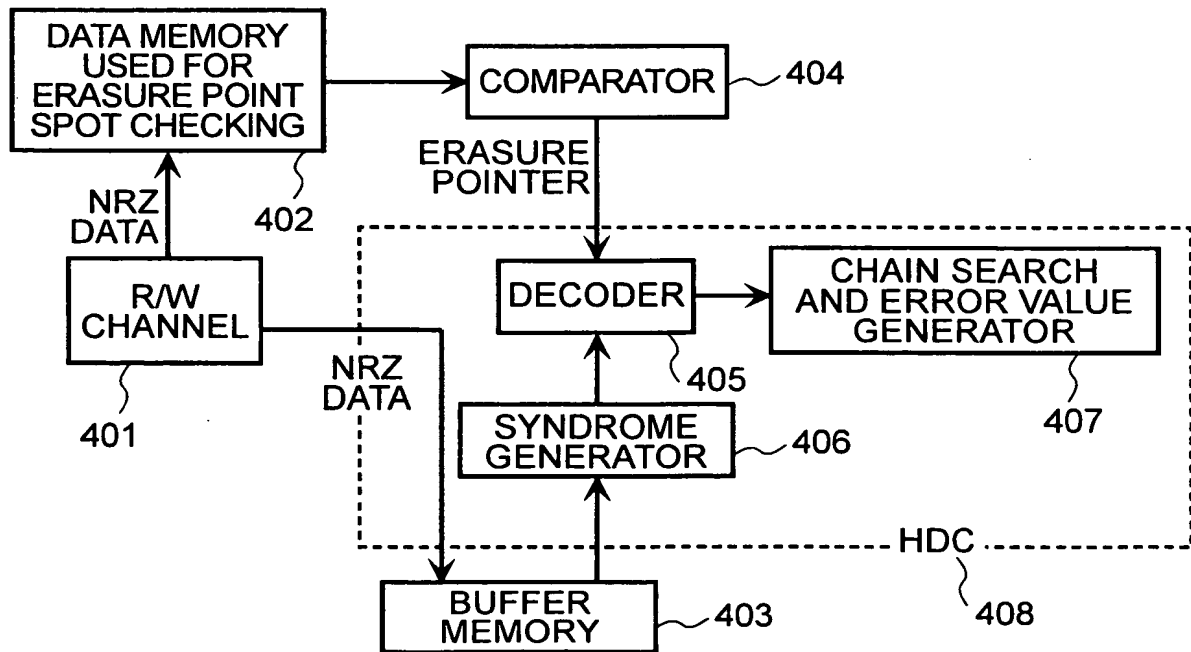 DATA MEMORY
USED FOR
ERASURE POINT
SPOT CHECKING
402
COMPARATOR
404
ERASURE
POINTER
NRZ
DATA
R/W
CHANNEL
401
NRZ
DATA
DECODER
405
CHAIN SEARCH
AND ERROR VALUE
GENERATOR
407
SYNDROME
GENERATOR
406
HDC
408
BUFFER
MEMORY
403